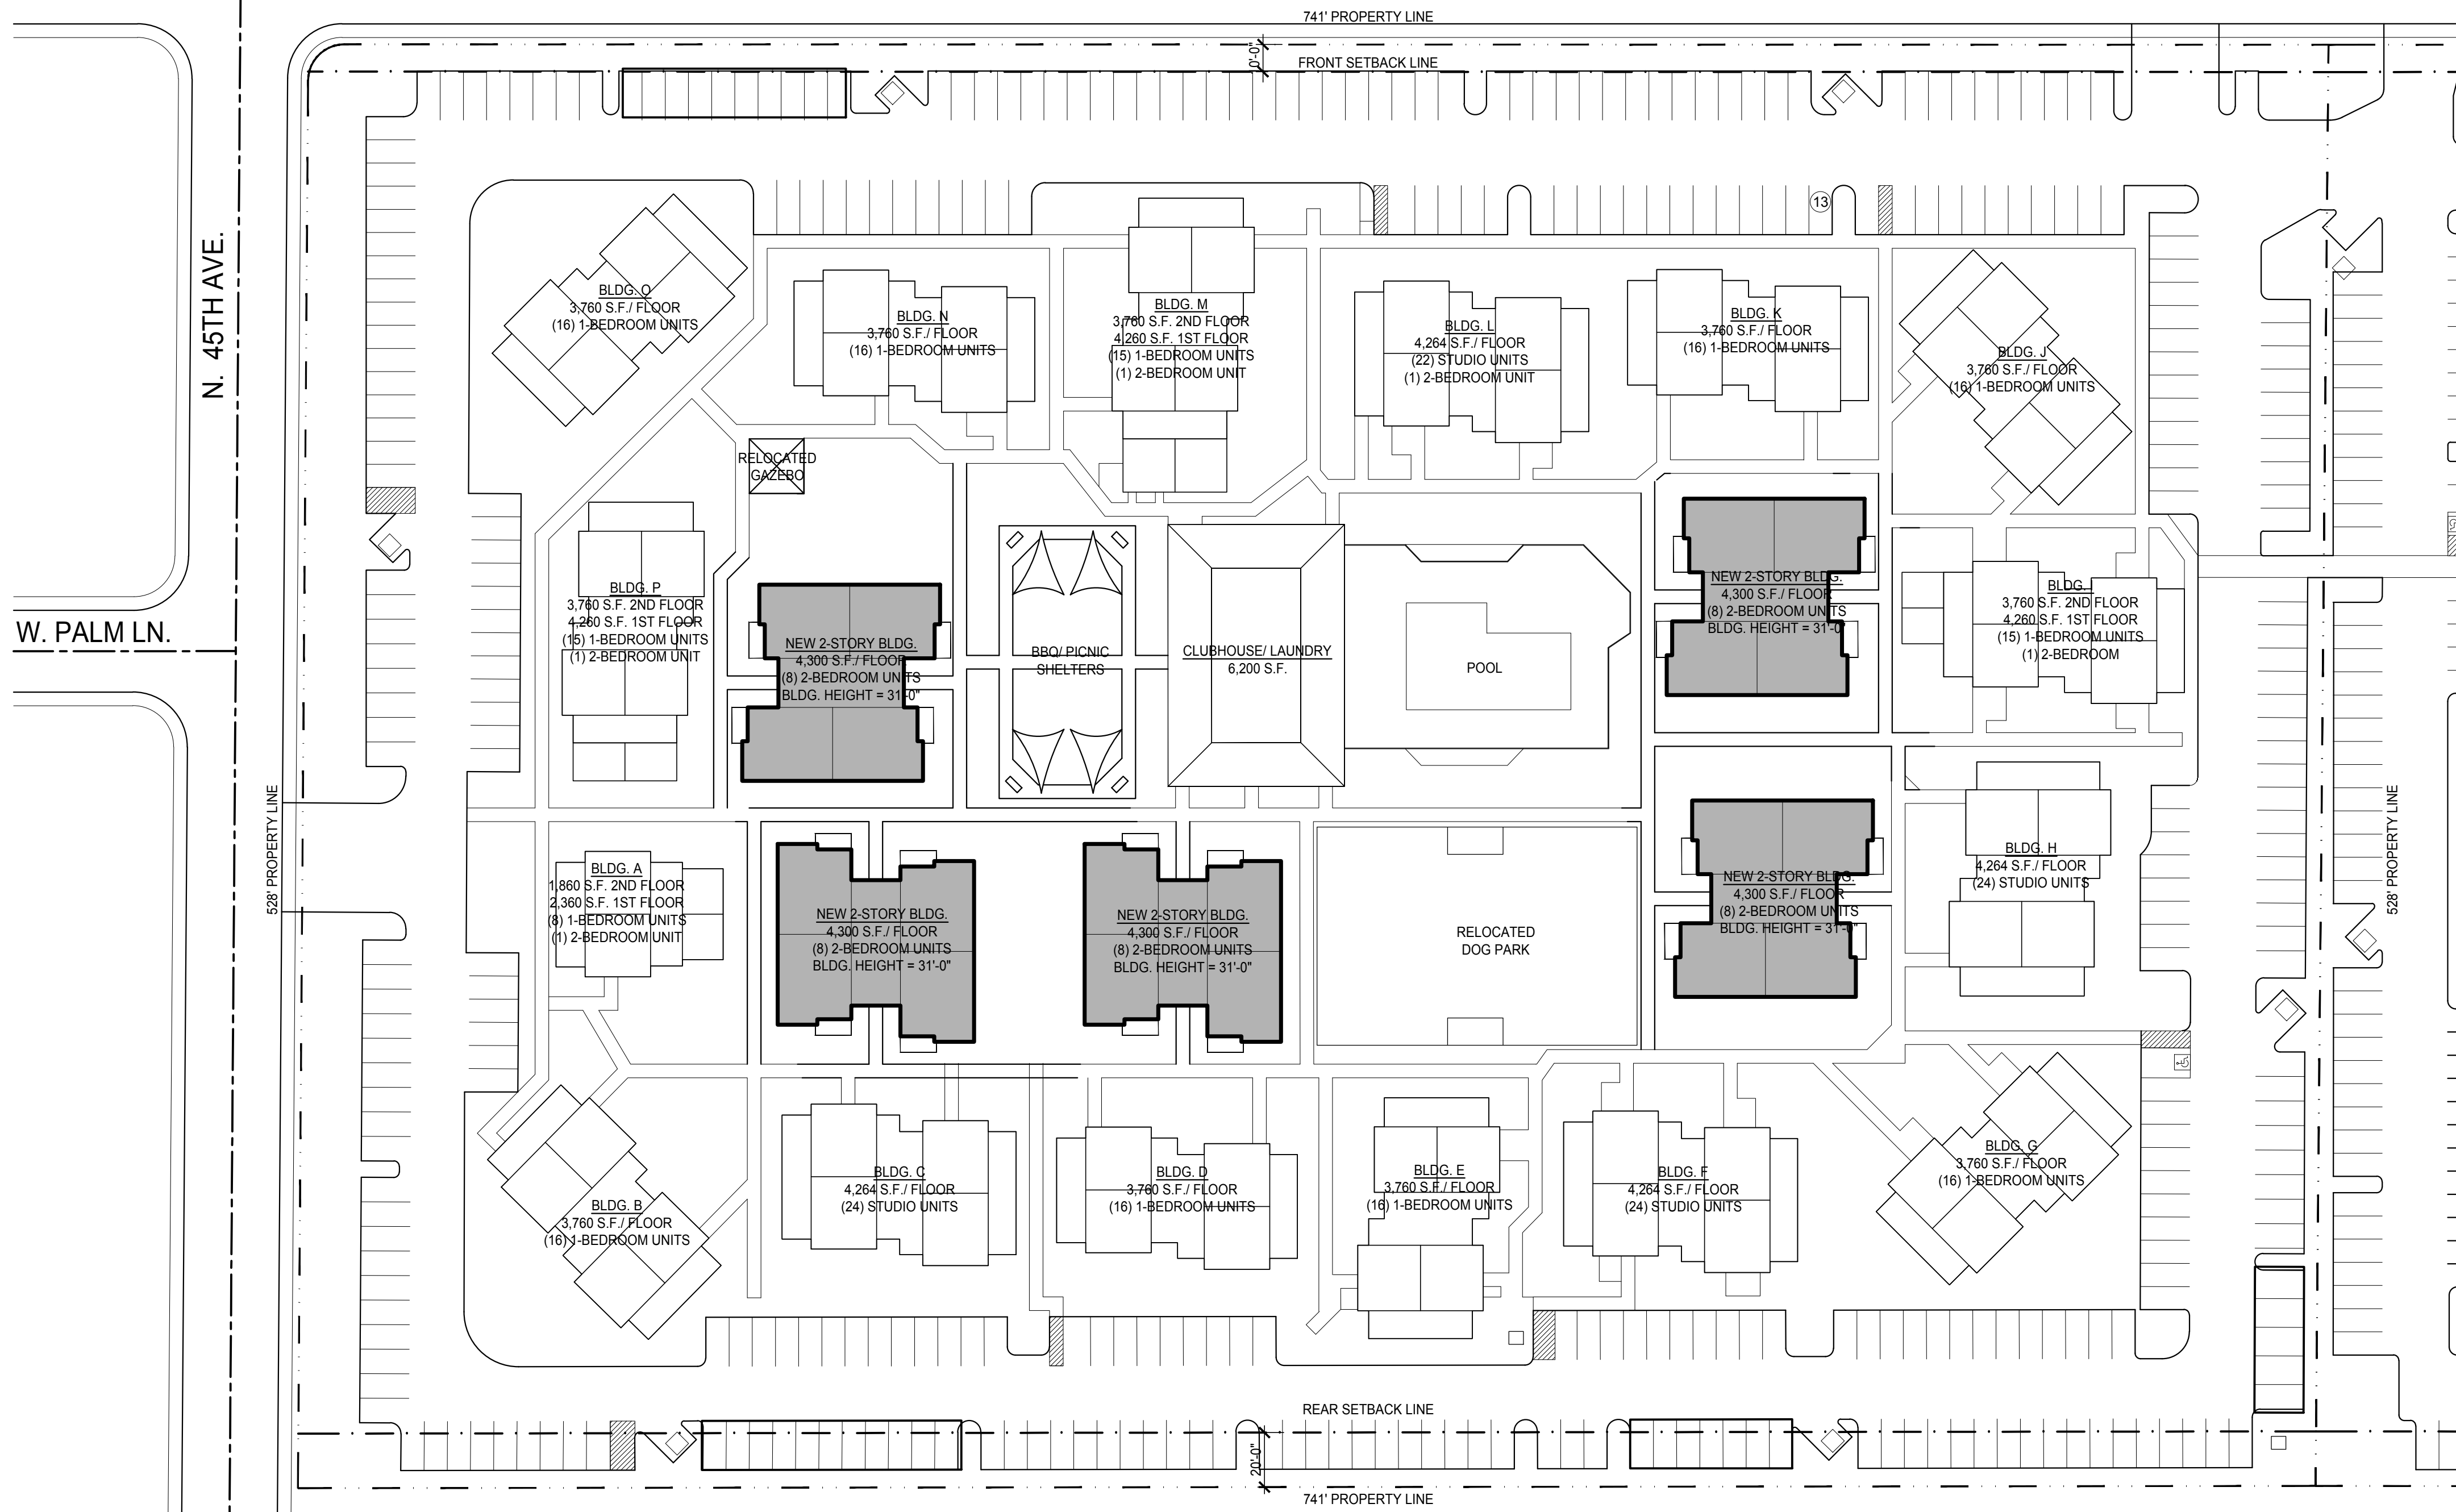 741' PROPERTY LINE
FRONT SETBACK LINE
13
N. 45TH AVE.
W. PALM LN.
528' PROPERTY LINE
BLDG. Q
3,760 S.F./ FLOOR
(16) 1-BEDROOM UNITS
BLDG. N
3,760 S.F./ FLOOR
(16) 1-BEDROOM UNITS
BLDG. M
3,760 S.F. 2ND FLOOR
4,260 S.F. 1ST FLOOR
(15) 1-BEDROOM UNITS
(1) 2-BEDROOM UNIT
BLDG. L
4,264 S.F./ FLOOR
(22) STUDIO UNITS
(1) 2-BEDROOM UNIT
BLDG. K
3,760 S.F./ FLOOR
(16) 1-BEDROOM UNITS
BLDG. J
3,760 S.F./ FLOOR
(16) 1-BEDROOM UNITS
RELOCATED
GAZEBO
BLDG. P
3,760 S.F. 2ND FLOOR
4,260 S.F. 1ST FLOOR
(15) 1-BEDROOM UNITS
(1) 2-BEDROOM UNIT
NEW 2-STORY BLDG.
4,300 S.F./ FLOOR
(8) 2-BEDROOM UNITS
BLDG. HEIGHT = 31'-0"
BBQ/ PICNIC
SHELTERS
CLUBHOUSE/ LAUNDRY
6,200 S.F.
POOL
NEW 2-STORY BLDG.
4,300 S.F./ FLOOR
(8) 2-BEDROOM UNITS
BLDG. HEIGHT = 31'-0"
BLDG. I
3,760 S.F. 2ND FLOOR
4,260 S.F. 1ST FLOOR
(15) 1-BEDROOM UNITS
(1) 2-BEDROOM
BLDG. A
1,860 S.F. 2ND FLOOR
2,360 S.F. 1ST FLOOR
(8) 1-BEDROOM UNITS
(1) 2-BEDROOM UNIT
NEW 2-STORY BLDG.
4,300 S.F./ FLOOR
(8) 2-BEDROOM UNITS
BLDG. HEIGHT = 31'-0"
NEW 2-STORY BLDG.
4,300 S.F./ FLOOR
(8) 2-BEDROOM UNITS
BLDG. HEIGHT = 31'-0"
RELOCATED
DOG PARK
NEW 2-STORY BLDG.
4,300 S.F./ FLOOR
(8) 2-BEDROOM UNITS
BLDG. HEIGHT = 31'-0"
BLDG. H
4,264 S.F./ FLOOR
(24) STUDIO UNITS
528' PROPERTY LINE
BLDG. B
3,760 S.F./ FLOOR
(16) 1-BEDROOM UNITS
BLDG. C
4,264 S.F./ FLOOR
(24) STUDIO UNITS
BLDG. D
3,760 S.F./ FLOOR
(16) 1-BEDROOM UNITS
BLDG. E
3,760 S.F./ FLOOR
(16) 1-BEDROOM UNITS
BLDG. F
4,264 S.F./ FLOOR
(24) STUDIO UNITS
BLDG. G
3,760 S.F./ FLOOR
(16) 1-BEDROOM UNITS
REAR SETBACK LINE
20'-0"
741' PROPERTY LINE